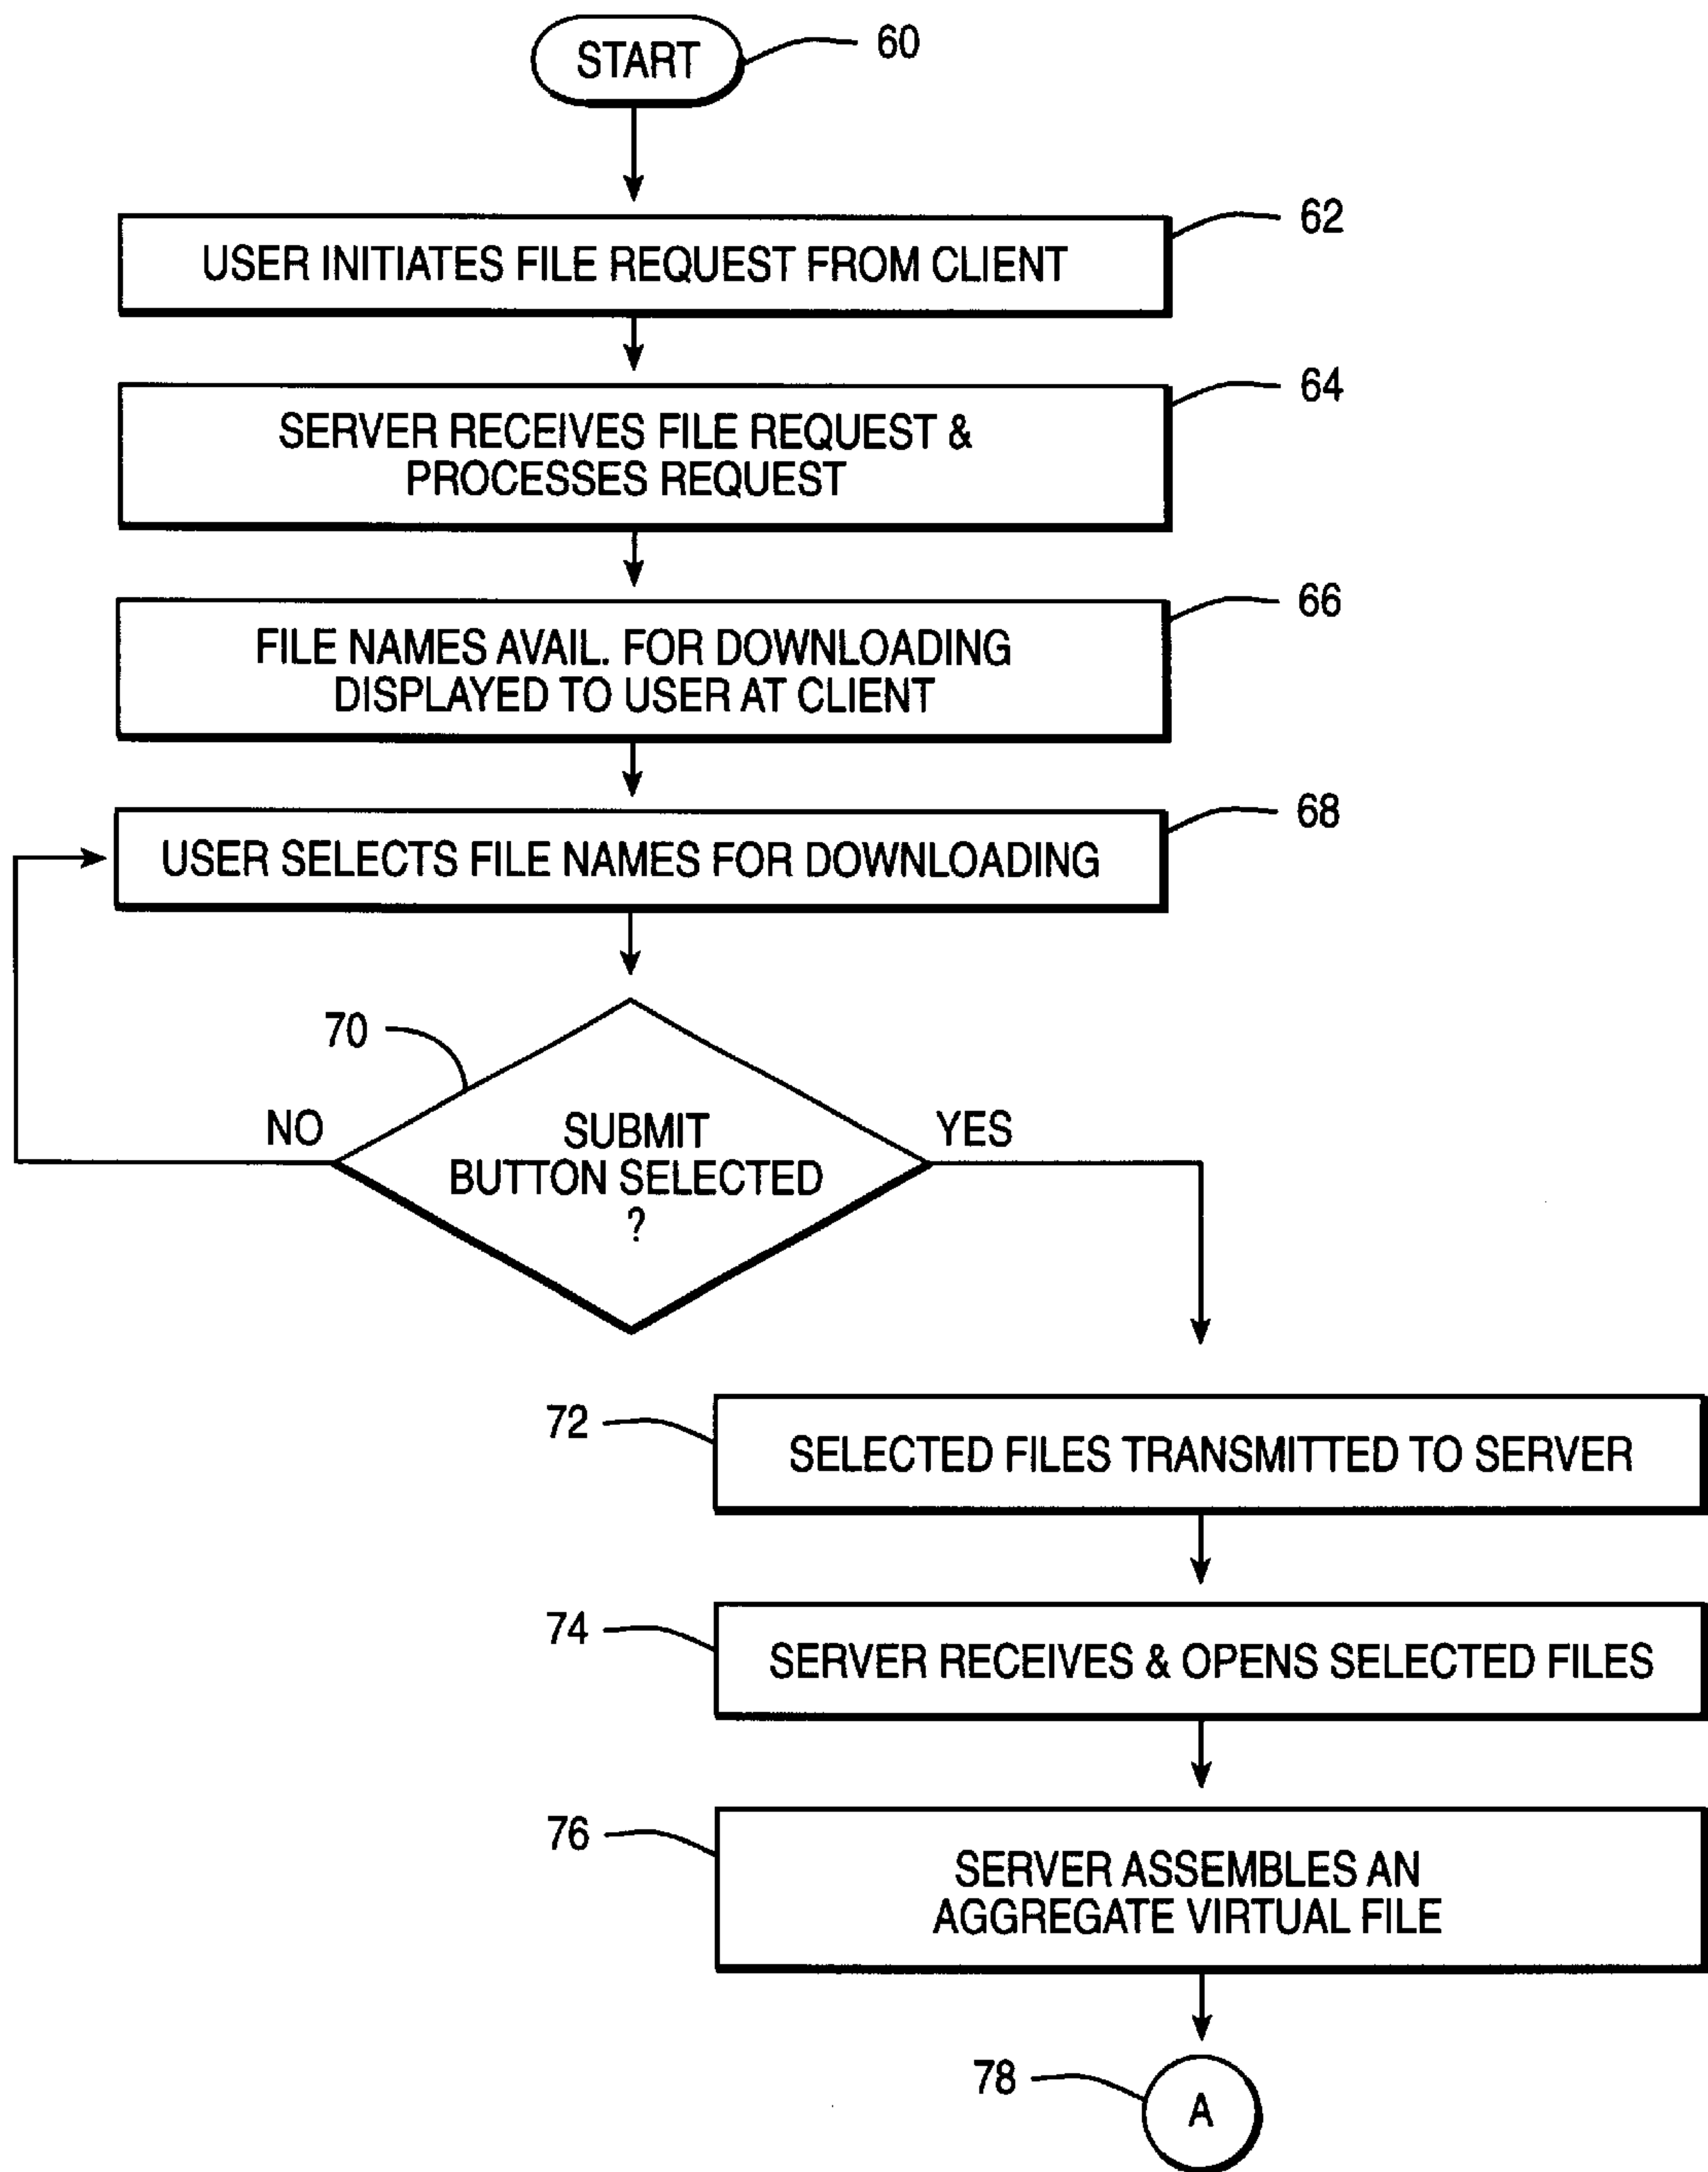 START
60
62
USER INITIATES FILE REQUEST FROM CLIENT
64
SERVER RECEIVES FILE REQUEST &
PROCESSES REQUEST
66
FILE NAMES AVAIL. FOR DOWNLOADING
DISPLAYED TO USER AT CLIENT
68
USER SELECTS FILE NAMES FOR DOWNLOADING
70
NO
YES
SUBMIT
BUTTON SELECTED
?
72
SELECTED FILES TRANSMITTED TO SERVER
74
SERVER RECEIVES & OPENS SELECTED FILES
76
SERVER ASSEMBLES AN
AGGREGATE VIRTUAL FILE
78
A